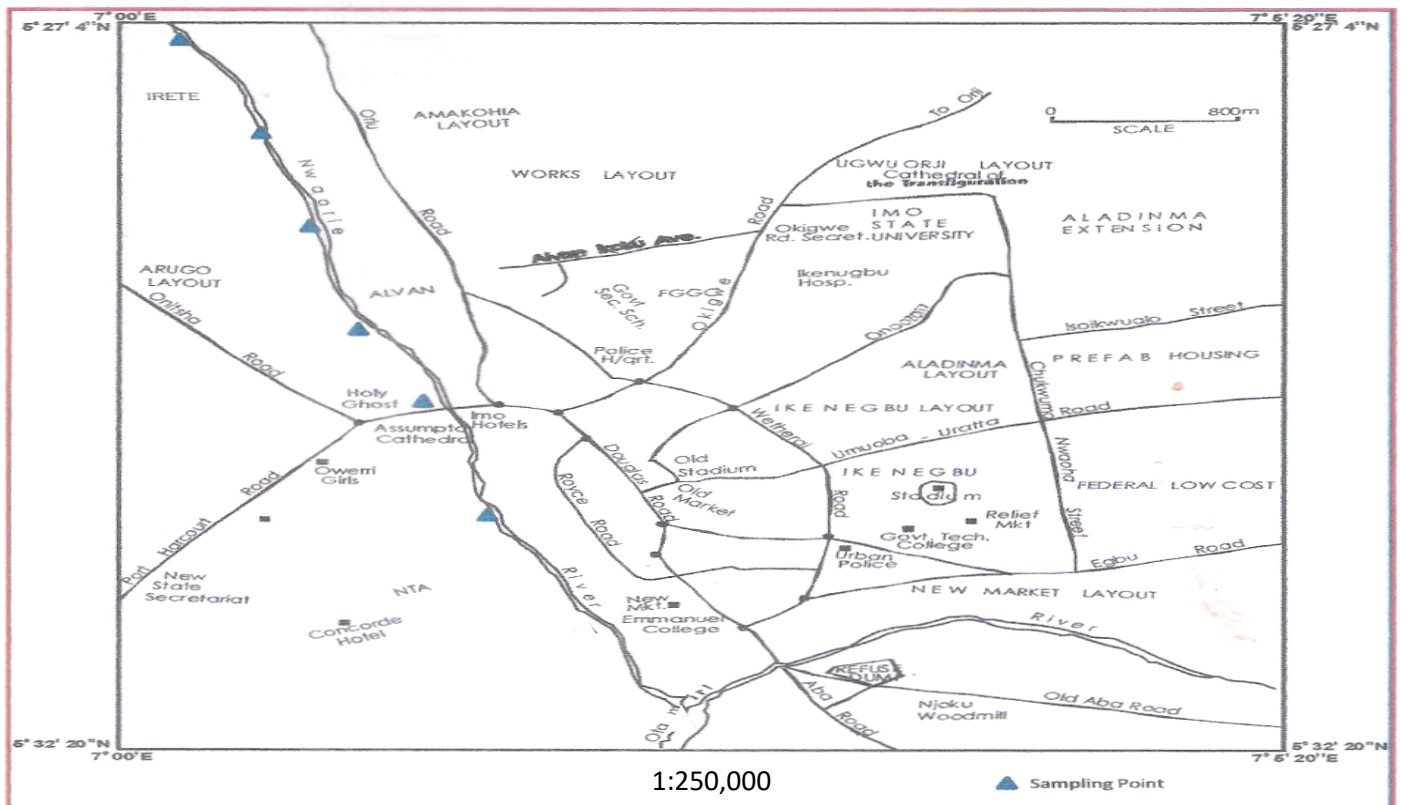 7°00'E
7° 5'20"E
5° 27' 4"N
5° 27' 4"N
IRETE
Orlu
AMAKOHIA
LAYOUT
To Orji
0 800m
SCALE
Nwaorie
WORKS LAYOUT
UGWU ORJI LAYOUT
Cathedral of
the Transfiguration
Road
Road
IMO
STATE
UNIVERSITY
ALADINMA
EXTENSION
Okigwe
Rd. Secret.
Alvan Ikoku Ave.
ARUGO
LAYOUT
Onitsha
ALVAN
Govt
Sec. Sch.
FGGC
Okigwe
Ikenugbu
Hosp.
Isoikwualo Street
Road
Police
H/qrt.
ALADINMA
LAYOUT
PREFAB HOUSING
Chukwuma
Holy
Ghost
Imo
Hotels
Assumpta
Cathedral
Wetheral
IKENEGBU LAYOUT
Road
Umuoba - Uratta
Owerri
Girls
Road
Douglas
Royce
Old
Stadium
IKENEGBU
Nwaoha
Old
Market
Road
Road
Stadium
FEDERAL LOW COST
Harcourt
Port
Road
Relief
Mkt
Street
Govt. Tech.
College
Egbu Road
Urban
Police
New
State
Secretariat
NTA
River
New
Mkt.
NEW MARKET LAYOUT
Emmanuel
College
Concorde
Hotel
River
REFUSE
DUMP
Aba
Road
Old Aba Road
Njoku
Woodmill
5° 32' 20"N
5° 32' 20"N
7° 00'E
7° 5'20"E
1:250,000
Sampling Point